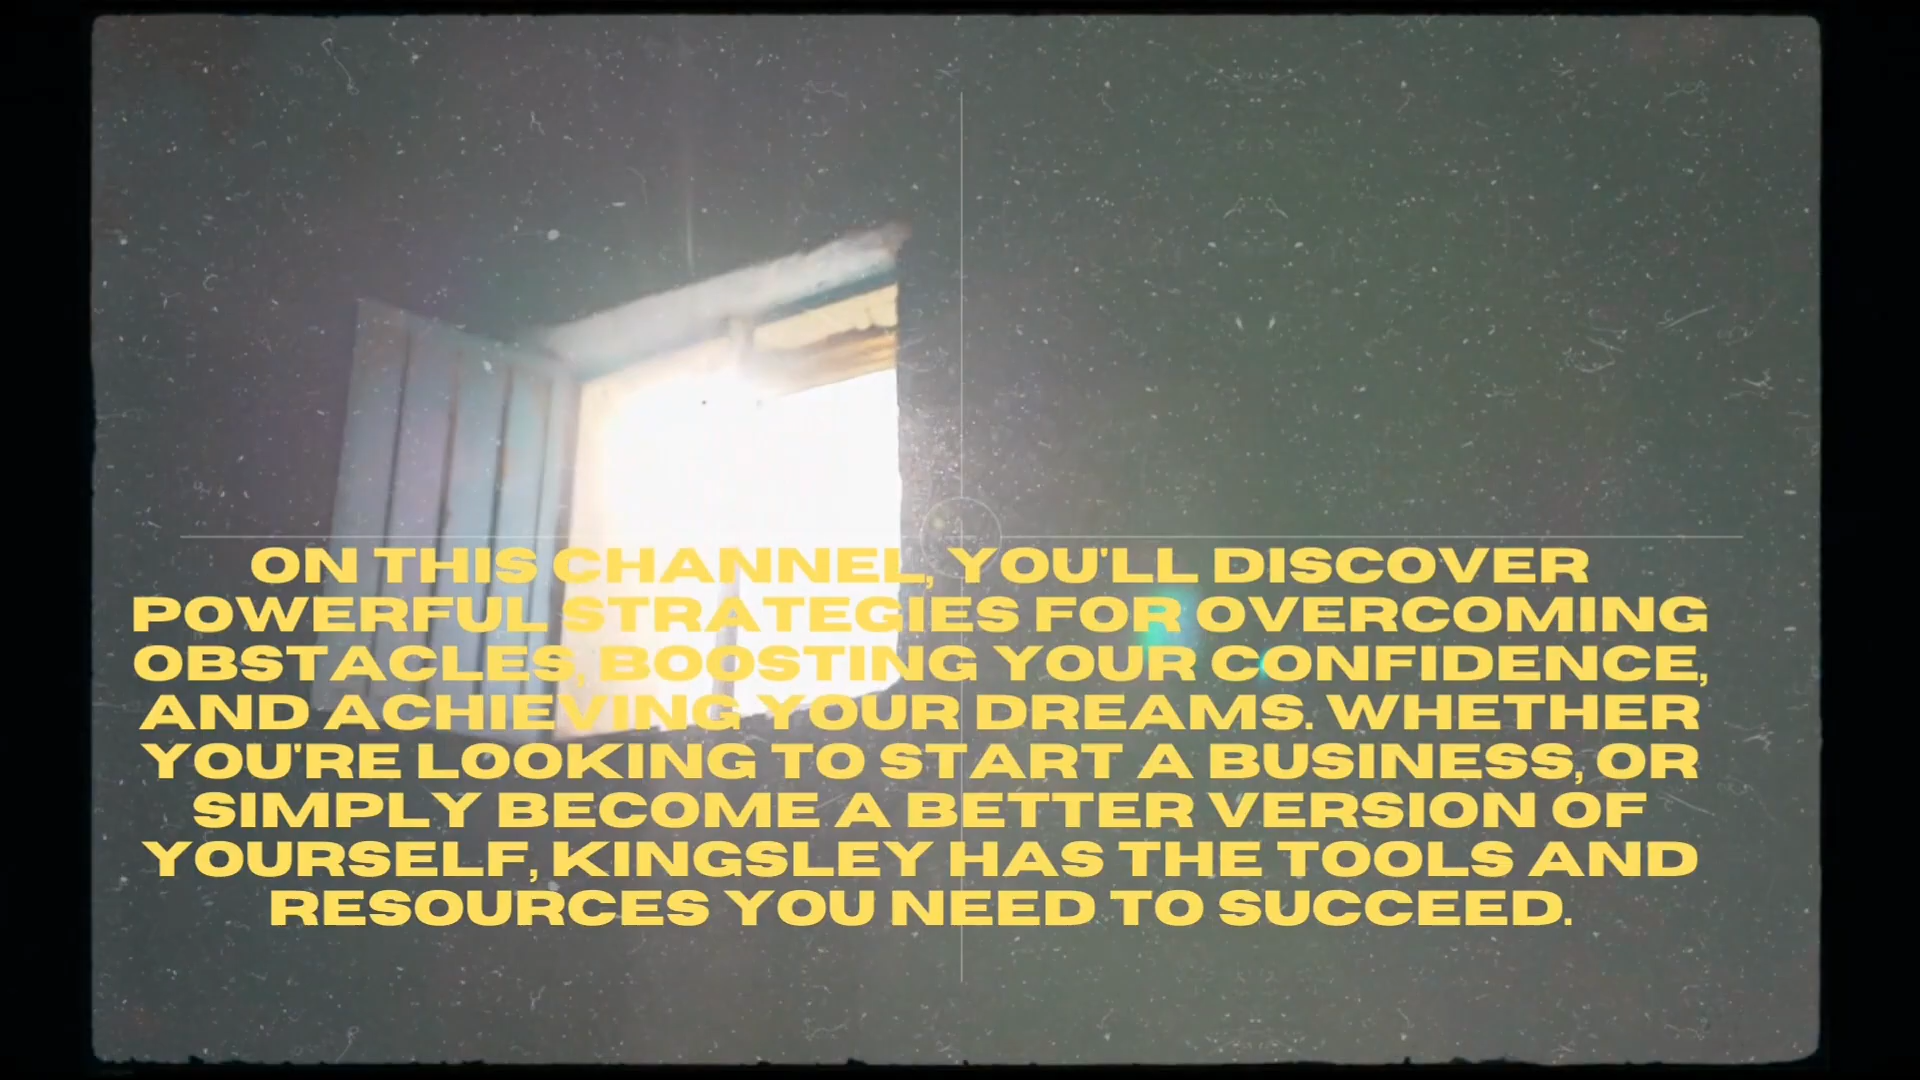 ON THIS CHANNEL, YOU'LL DISCOVER
POWERFUL STRATEGIES FOR OVERCOMING
OBSTACLES, BOOSTING YOUR CONFIDENCE,
AND ACHIEVING YOUR DREAMS. WHETHER
YOU'RE LOOKING TO START A BUSINESS, OR
SIMPLY BECOME A BETTER VERSION OF
YOURSELF, KINGSLEY HAS THE TOOLS AND
RESOURCES YOU NEED TO SUCCEED.